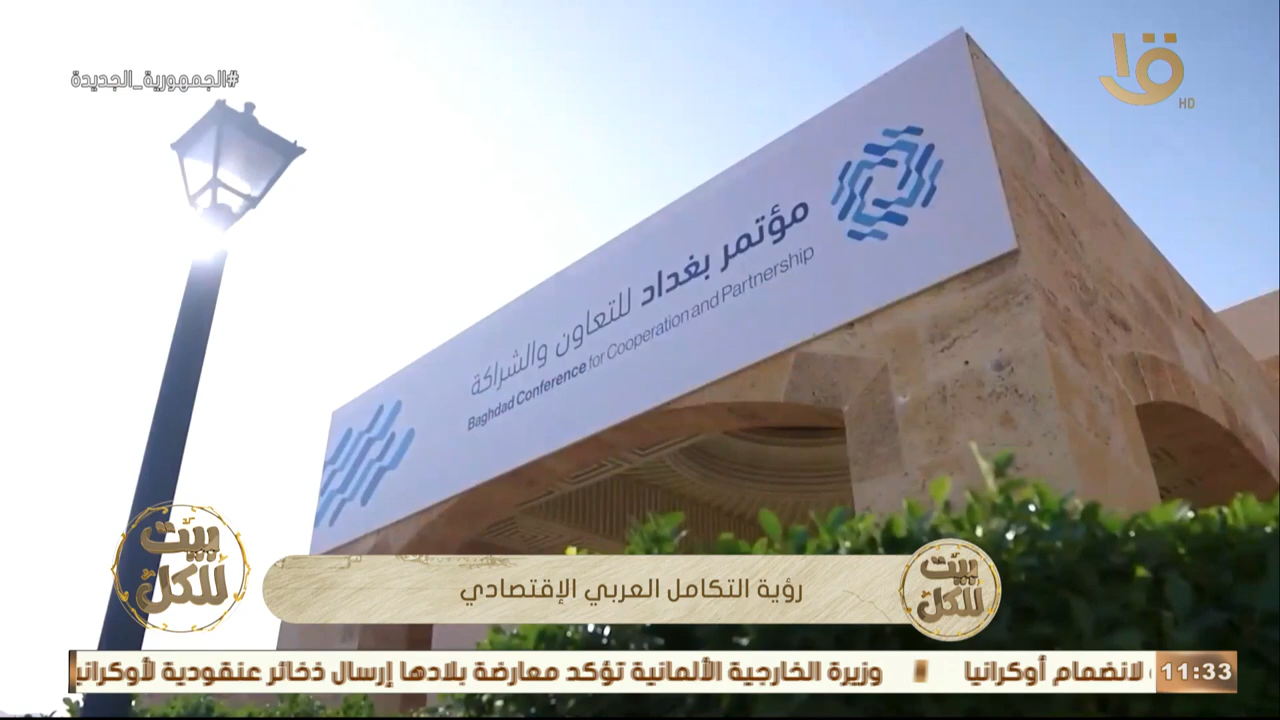 #الجمهورية_الجديدة
HD
مؤتمر بغداد للتعاون والشراكة
Baghdad Conference for Cooperation and Partnership
بيت
للكل
رؤية التكامل العربي الإقتصادي
بيت
للكل
11:33
لانضمام أوكرانيا
وزيرة الخارجية الألمانية تؤكد معارضة بلادها إرسال ذخائر عنقودية لأوكرانيا